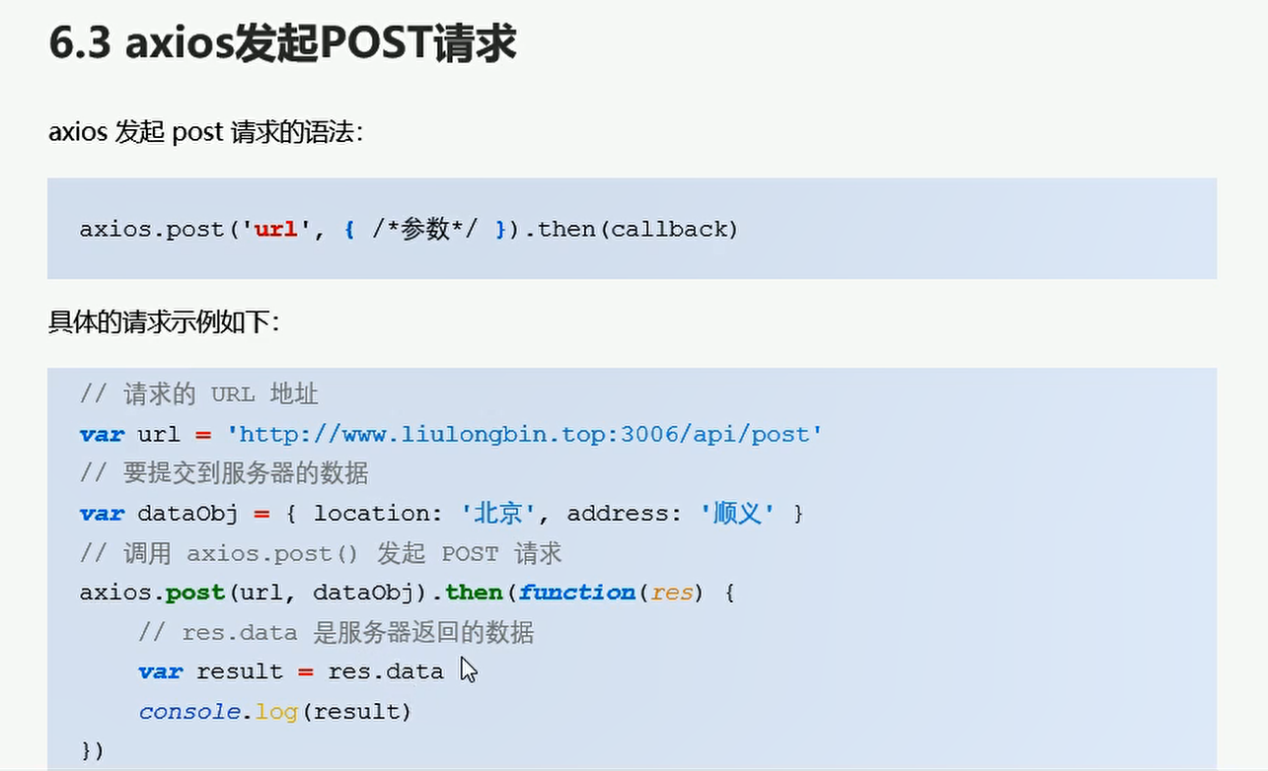 6.3 axios发起POST请求
axios 发起 post 请求的语法：
axios.post('url', { /*参数*/ }).then(callback)
具体的请求示例如下：
// 请求的 URL 地址
var url = 'http://www.liulongbin.top:3006/api/post'
// 要提交到服务器的数据
var dataObj = { location: '北京', address: '顺义' }
// 调用 axios.post() 发起 POST 请求
axios.post(url, dataObj).then(function(res) {
// res.data 是服务器返回的数据
var result = res.data
console.log(result)
})